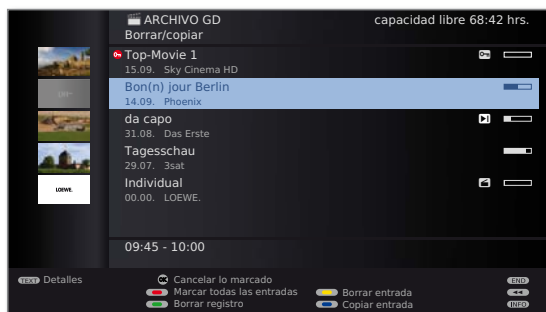 ARCHIVO GD capacidad libre 68:42 hrs.
Borrar/copiar
Top-Movie 1
15.09. Sky Cinema HD
Bon(n) jour Berlin
14.09. Phoenix
da capo
31.08. Das Erste
Tagesschau
29.07. 3sat
LOEWE.
Individual
00.00. LOEWE.
09:45 - 10:00
TEXT Detalles
OK Cancelar lo marcado
END
Marcar todas las entradas
Borrar entrada
Borrar registro
Copiar entrada
INFO